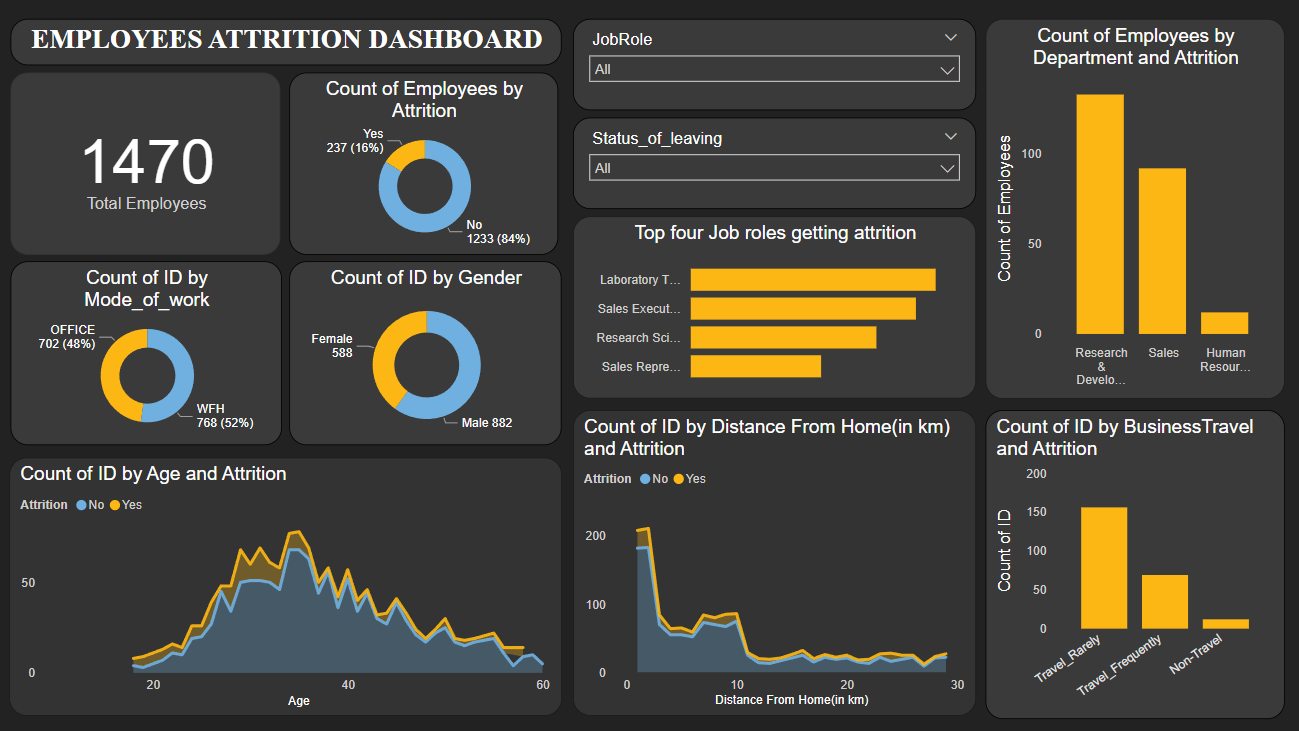 EMPLOYEES ATTRITION DASHBOARD
1470
Total Employees
Count of Employees by
Attrition
Yes
237 (16%)
No
1233 (84%)
Count of ID by
Mode_of_work
OFFICE
702 (48%)
WFH
768 (52%)
Count of ID by Gender
Female
588
Male 882
JobRole
All
Status_of_leaving
All
Top four Job roles getting attrition
Laboratory T...
Sales Execut...
Research Sci...
Sales Repre...
Count of Employees by
Department and Attrition
Count of Employees
100
50
0
Research
&
Develo...
Sales
Human
Resour...
Count of ID by Age and Attrition
Attrition No Yes
50
0
20 40 60
Age
Count of ID by Distance From Home(in km)
and Attrition
Attrition No Yes
200
100
0
0 10 20 30
Distance From Home(in km)
Count of ID by BusinessTravel
and Attrition
Count of ID
200
150
100
50
0
Travel_Rarely
Travel_Frequently
Non-Travel